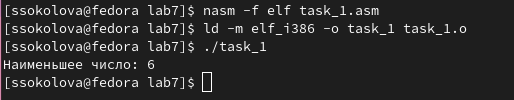 [ssokolova@fedora lab7]$ nasm -f elf task_1.asm
[ssokolova@fedora lab7]$ ld -m elf_i386 -o task_1 task_1.o
[ssokolova@fedora lab7]$ ./task_1
Наименьшее число: 6
[ssokolova@fedora lab7]$